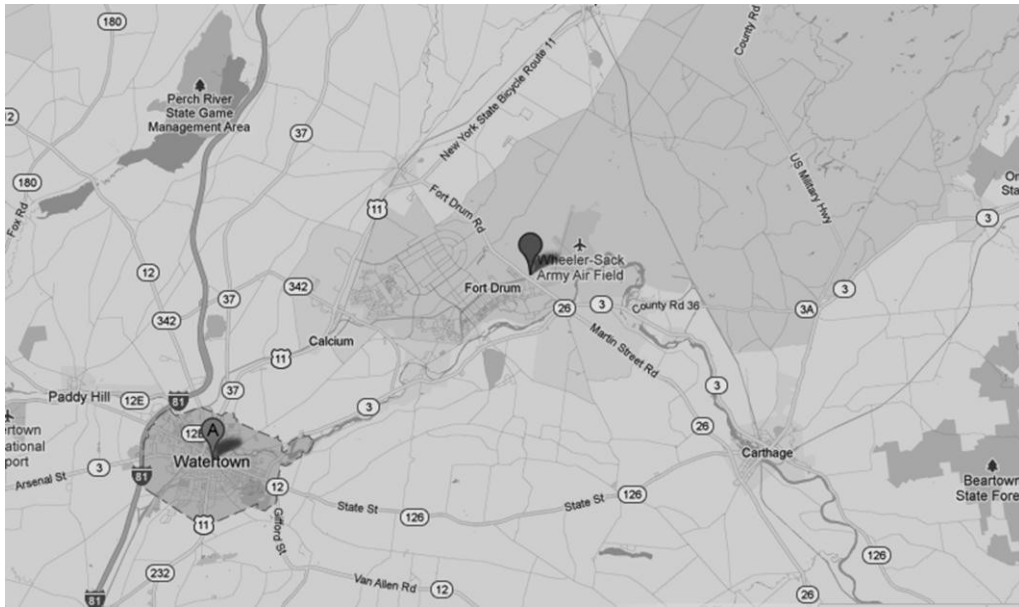 180
County Rd
Perch River
State Game
Management Area
New York State Bicycle Route 11
37
12
180
Fox Rd
US Military Hwy
11
Fort Drum Rd
3
12
Wheeler-Sack
Army Air Field
Fort Drum
342
37
3
3A
26
3
County Rd 36
342
Calcium
11
Martin Street Rd
Paddy Hill
12E
81
37
3
3
A
Watertown
26
3
Arsenal St
81
Carthage
12
State St
126
State St
126
11
Gifford St
Beartown
126
232
Van Allen Rd
12
26
81